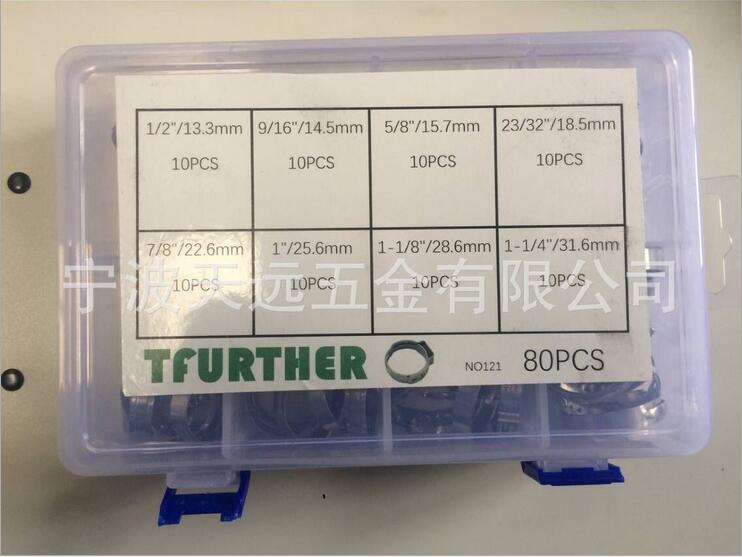 1/2"/13.3mm 9/16"/14.5mm 5/8"/15.7mm 23/32"/18.5mm
10PCS 10PCS 10PCS 10PCS
7/8"/22.6mm 1"/25.6mm 1-1/8"/28.6mm 1-1/4"/31.6mm
10PCS 10PCS 10PCS 10PCS
宁波天远五金有限公司
TFURTHER NO121 80PCS